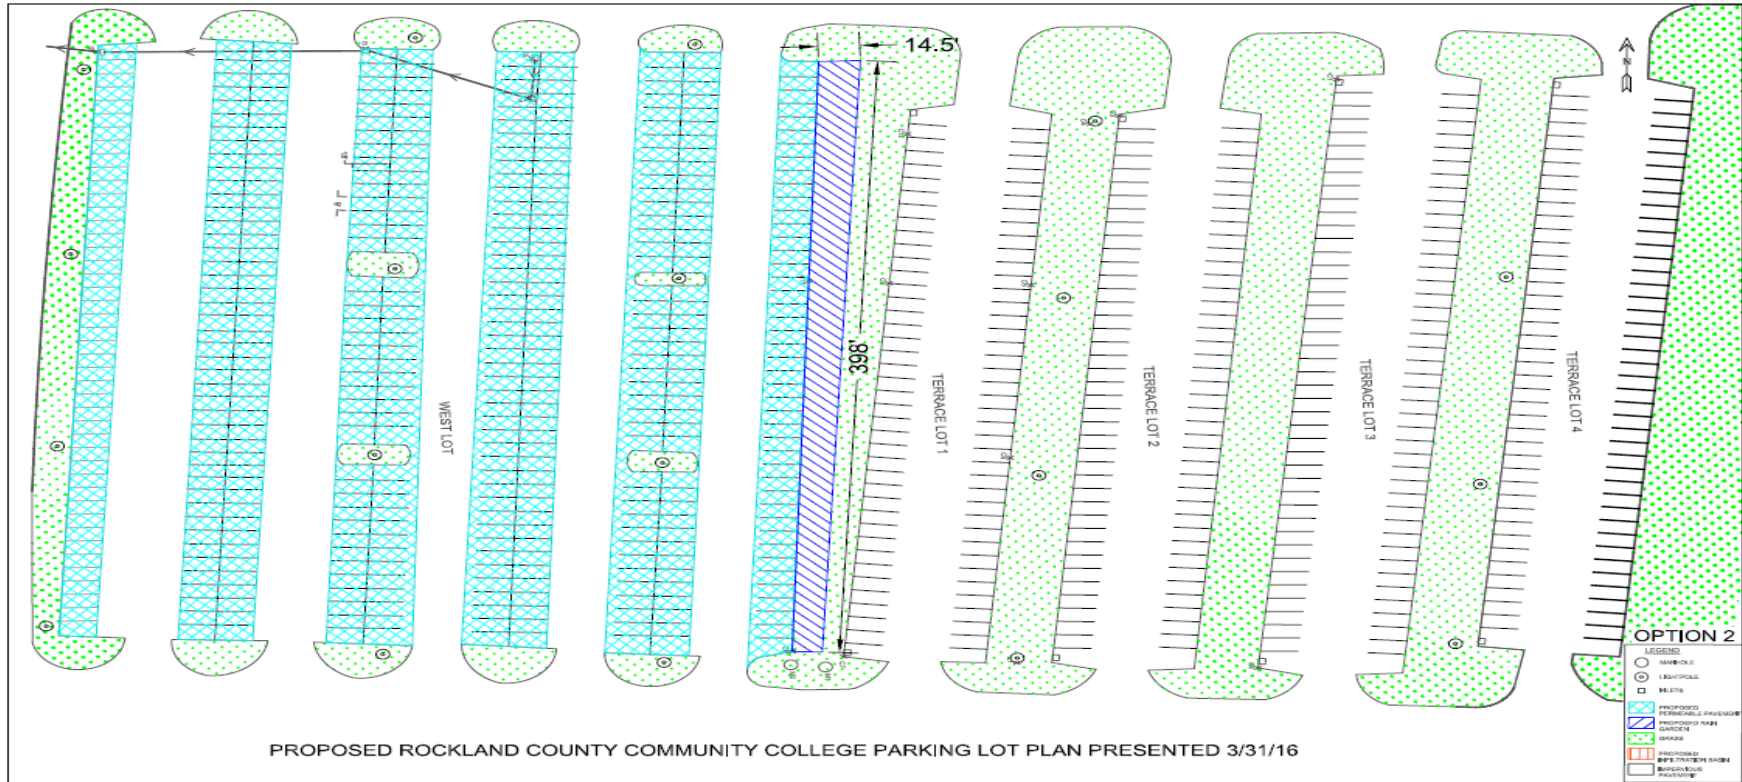 14.5'
N
368'
WEST LOT
TERRACE LOT 1
TERRACE LOT 2
TERRACE LOT 3
TERRACE LOT 4
OPTION 2
LEGEND
MANHOLE
LIGHTPOLE
INLETS
PROPOSED
PERMEABLE PAVEMENT
PROPOSED RAIN
GARDEN
GRASS
PROPOSED
INFILTRATION BASIN
IMPERVIOUS
PAVEMENT
PROPOSED ROCKLAND COUNTY COMMUNITY COLLEGE PARKING LOT PLAN PRESENTED 3/31/16